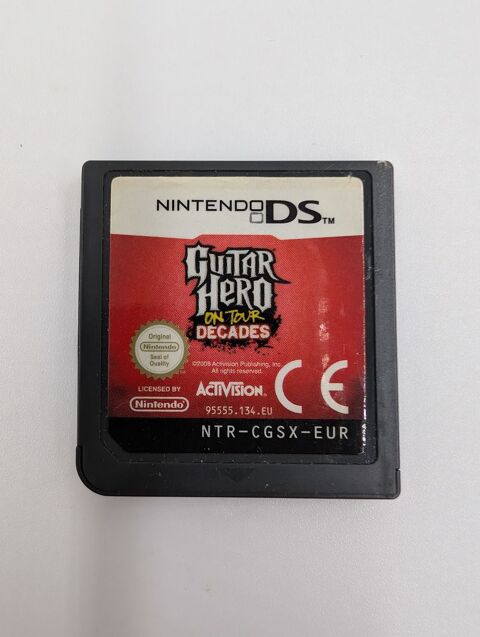 NINTENDO DS™
GUITAR
HERO
ON TOUR
DECADES
Original
Nintendo
Seal of
Quality
©2008 Activision Publishing, Inc.
All rights reserved.
LICENSED BY
Nintendo
ACTIVISION
95555.134.EU
CE
NTR-CGSX-EUR